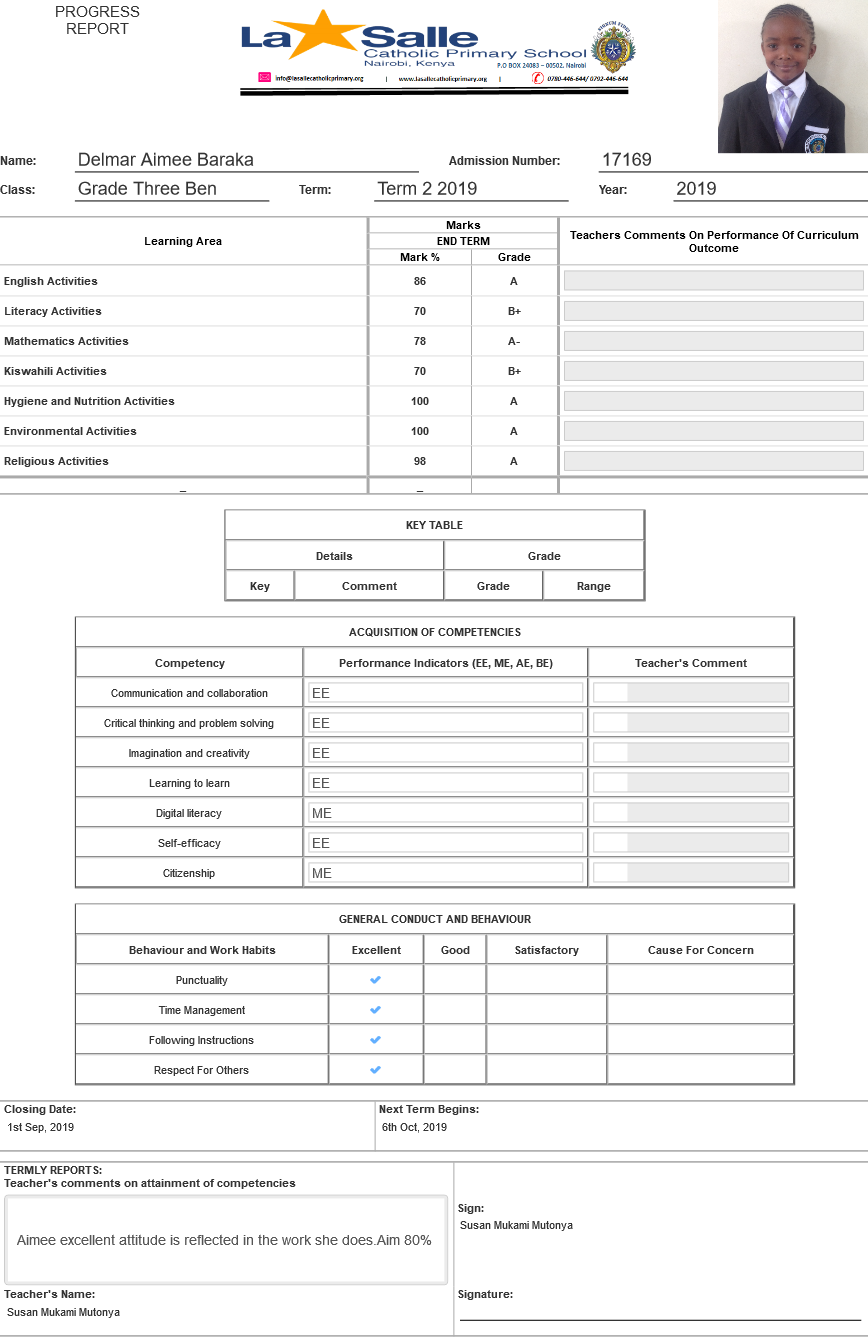 PROGRESS
REPORT
La Salle
Catholic Primary School
Nairobi, Kenya
P.O BOX 24083 – 00502, Nairobi
info@lasallecatholicprimary.org | www.lasallecatholicprimary.org | 0780-446-644/ 0792-446-644
Name: Delmar Aimee Baraka Admission Number: 17169
Class: Grade Three Ben Term: Term 2 2019 Year: 2019
Learning Area Marks Teachers Comments On Performance Of Curriculum Outcome
END TERM
Mark % Grade
English Activities 86 A
Literacy Activities 70 B+
Mathematics Activities 78 A-
Kiswahili Activities 70 B+
Hygiene and Nutrition Activities 100 A
Environmental Activities 100 A
Religious Activities 98 A
_ _
KEY TABLE
Details Grade
Key Comment Grade Range
ACQUISITION OF COMPETENCIES
Competency Performance Indicators (EE, ME, AE, BE) Teacher's Comment
Communication and collaboration EE
Critical thinking and problem solving EE
Imagination and creativity EE
Learning to learn EE
Digital literacy ME
Self-efficacy EE
Citizenship ME
GENERAL CONDUCT AND BEHAVIOUR
Behaviour and Work Habits Excellent Good Satisfactory Cause For Concern
Punctuality ✔
Time Management ✔
Following Instructions ✔
Respect For Others ✔
Closing Date: Next Term Begins:
1st Sep, 2019 6th Oct, 2019
TERMLY REPORTS:
Teacher's comments on attainment of competencies
Aimee excellent attitude is reflected in the work she does.Aim 80%
Sign:
Susan Mukami Mutonya
Teacher's Name: Signature:
Susan Mukami Mutonya